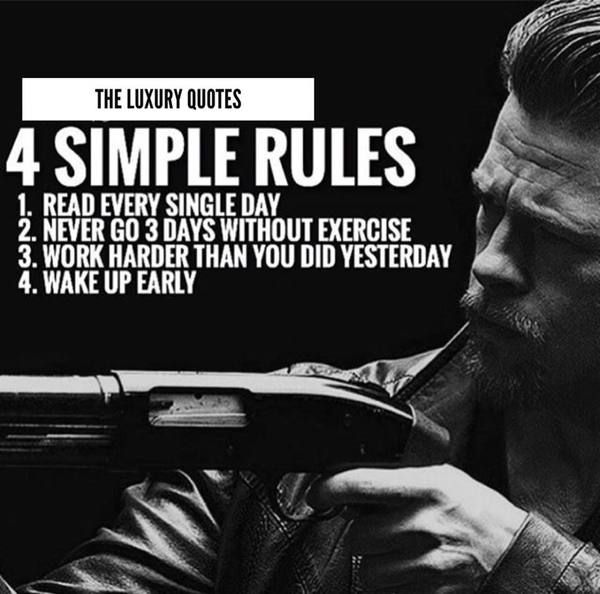 THE LUXURY QUOTES
4 SIMPLE RULES
1. READ EVERY SINGLE DAY
2. NEVER GO 3 DAYS WITHOUT EXERCISE
3. WORK HARDER THAN YOU DID YESTERDAY
4. WAKE UP EARLY